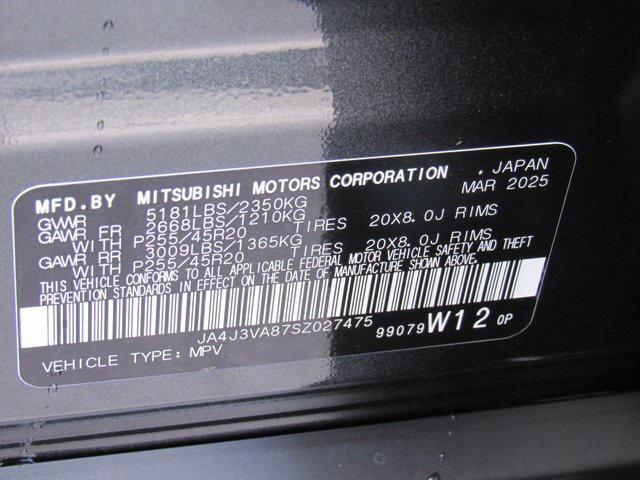 MFD.BY MITSUBISHI MOTORS CORPORATION , JAPAN
GVWR 5181LBS/2350KG MAR 2025
GAWR FR 2668LBS/1210KG
WITH P255/45R20 TIRES 20X8.0J RIMS
GAWR RR 3009LBS/1365KG
WITH P255/45R20 TIRES 20X8.0J RIMS
THIS VEHICLE CONFORMS TO ALL APPLICABLE FEDERAL MOTOR VEHICLE SAFETY AND THEFT
PREVENTION STANDARDS IN EFFECT ON THE DATE OF MANUFACTURE SHOWN ABOVE.
JA4J3VA87SZ027475
99079 W12 0P
VEHICLE TYPE: MPV